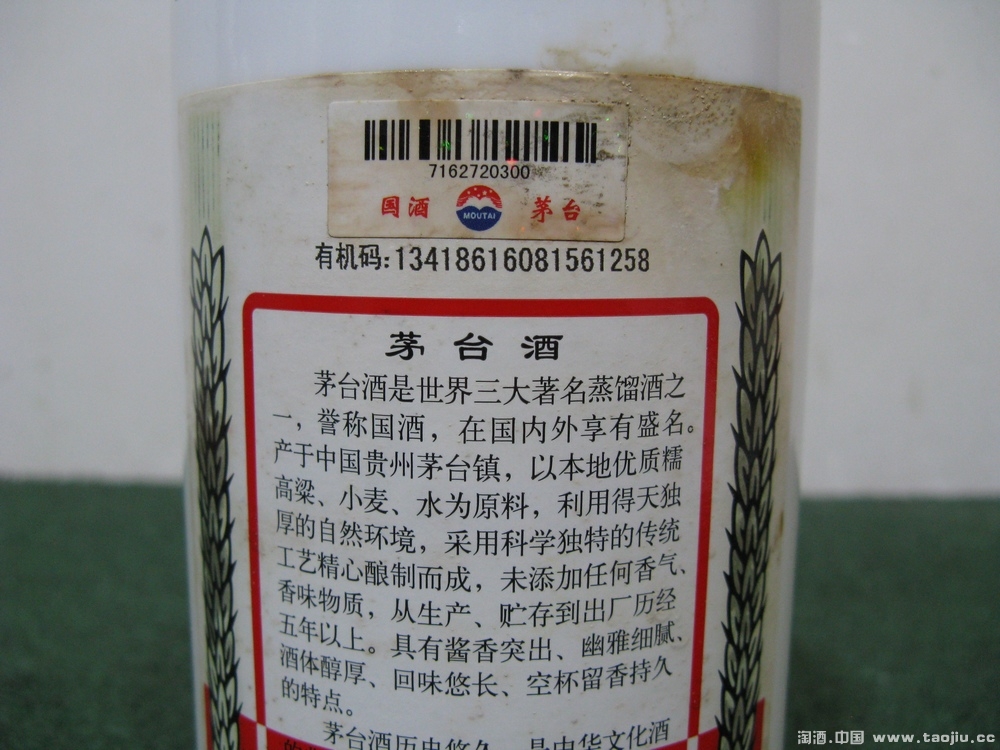 7162720300
国酒 MOUTAI 茅台
有机码:13418616081561258
茅台酒
茅台酒是世界三大著名蒸馏酒之
一，誉称国酒，在国内外享有盛名。
产于中国贵州茅台镇，以本地优质糯
高粱、小麦、水为原料，利用得天独
厚的自然环境，采用科学独特的传统
工艺精心酿制而成，未添加任何香气、
香味物质，从生产、贮存到出厂历经
五年以上。具有酱香突出、幽雅细腻、
酒体醇厚、回味悠长、空杯留香持久
的特点。
茅台酒历史悠久，是中华文化酒
淘酒.中国 www.taojiu.cc